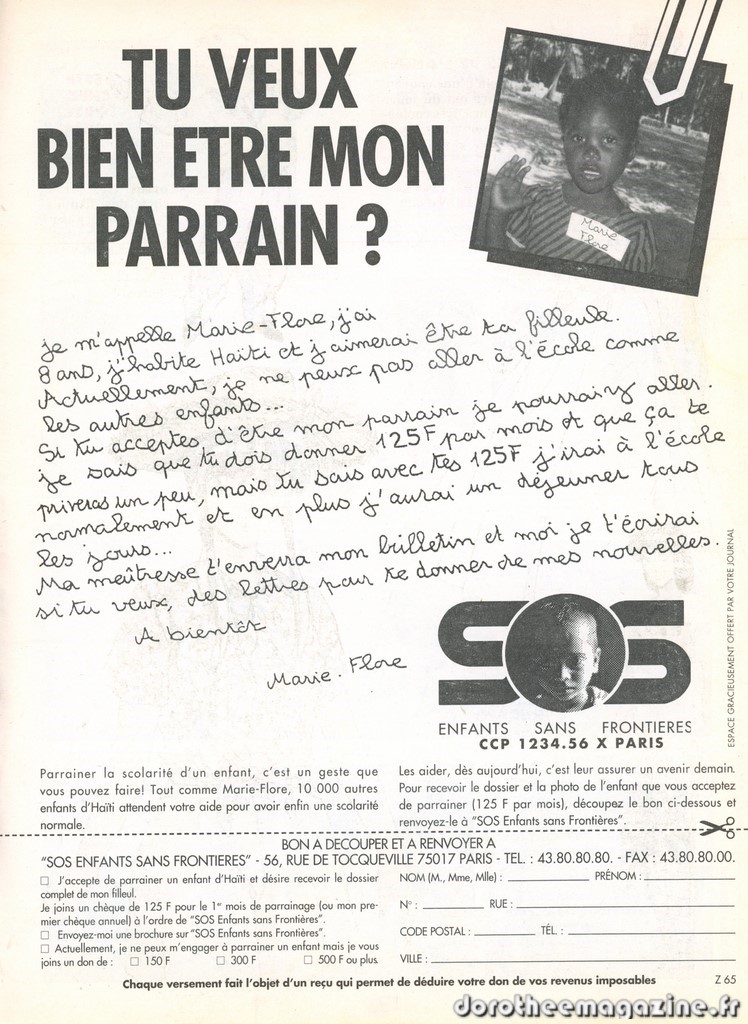 TU VEUX
BIEN ETRE MON
PARRAIN ?
Marie
Flore
je m'appelle Marie-Flore, j'ai
8 ans, j'habite Haïti et j'aimerai être ta filleule.
Actuellement, je ne peux pas aller à l'école comme
les autres enfants...
Si tu acceptes d'être mon parrain je pourrai y aller.
je sais que tu dois donner 125F par mois et que ça te
priveras un peu, mais tu sais avec tes 125F j'irai à l'école
normalement et en plus j'aurai un déjeuner tous
les jours...
Ma maîtresse t'enverra mon bulletin et moi je t'écrirai
si tu veux, des lettres pour te donner de mes nouvelles.
A bientôt
Marie-Flore
SOS
ENFANTS SANS FRONTIERES
CCP 1234.56 X PARIS
ESPACE GRACIEUSEMENT OFFERT PAR VOTRE JOURNAL
Parrainer la scolarité d'un enfant, c'est un geste que
vous pouvez faire! Tout comme Marie-Flore, 10 000 autres
enfants d'Haïti attendent votre aide pour avoir enfin une scolarité
normale.
Les aider, dès aujourd'hui, c'est leur assurer un avenir demain.
Pour recevoir le dossier et la photo de l'enfant que vous acceptez
de parrainer (125 F par mois), découpez le bon ci-dessous et
renvoyez-le à "SOS Enfants sans Frontières".
BON A DECOUPER ET A RENVOYER A
"SOS ENFANTS SANS FRONTIERES" - 56, RUE DE TOCQUEVILLE 75017 PARIS - TEL. : 43.80.80.80. - FAX : 43.80.80.00.
J'accepte de parrainer un enfant d'Haïti et désire recevoir le dossier
complet de mon filleul.
Je joins un chèque de 125 F pour le 1er mois de parrainage (ou mon pre-
mier chèque annuel) à l'ordre de "SOS Enfants sans Frontières".
Envoyez-moi une brochure sur "SOS Enfants sans Frontières".
Actuellement, je ne peux m'engager à parrainer un enfant mais je vous
joins un don de : 150 F 300 F 500 F ou plus
NOM (M., Mme, Mlle) : PRÉNOM :
N° : RUE :
CODE POSTAL : TÉL. :
VILLE :
Chaque versement fait l'objet d'un reçu qui permet de déduire votre don de vos revenus imposables
Z 65
dorotheemagazine.fr